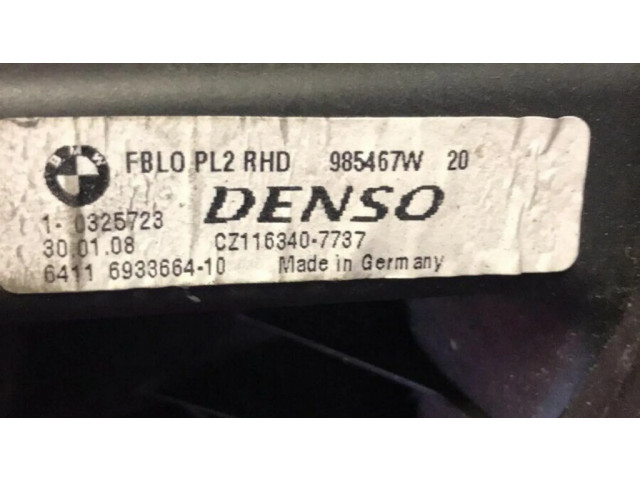 BMW FBLO PL2 RHD 985467W 20
DENSO
1- 0325723
30.01.08 CZ116340-7737
6411 6933664-10 Made in Germany